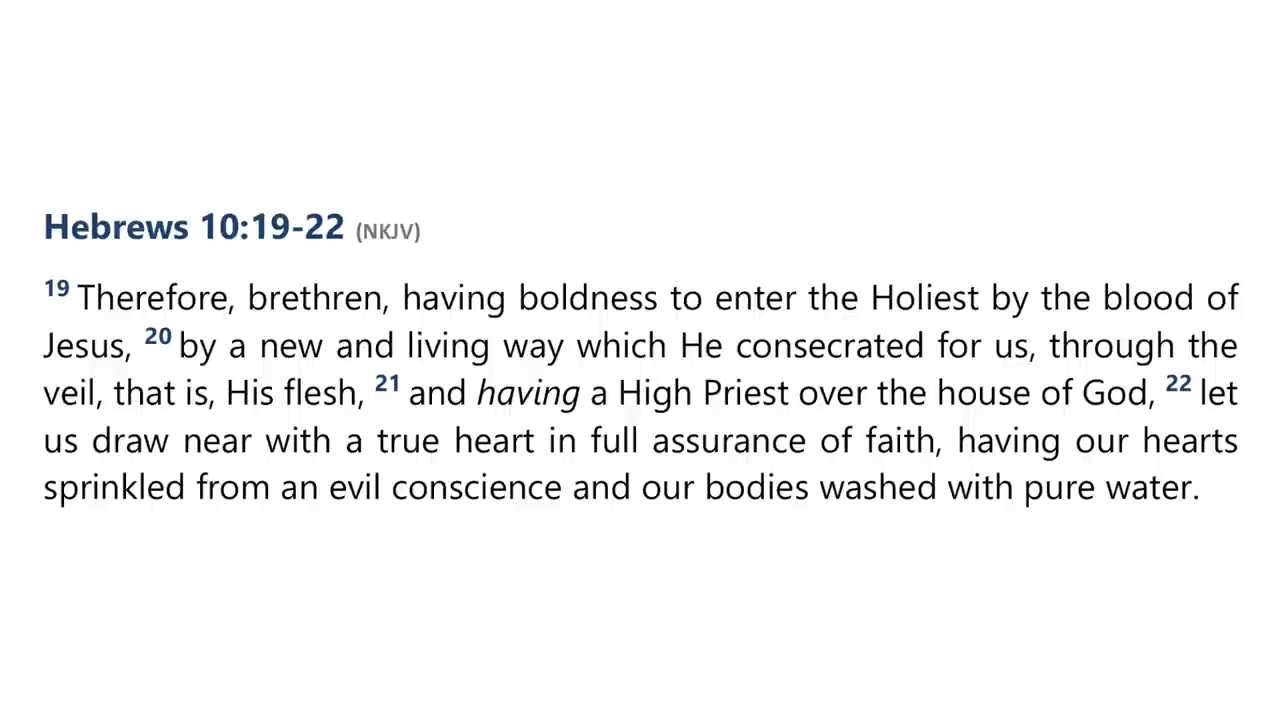 Hebrews 10:19-22 (NKJV)
19 Therefore, brethren, having boldness to enter the Holiest by the blood of
Jesus, 20 by a new and living way which He consecrated for us, through the
veil, that is, His flesh, 21 and having a High Priest over the house of God, 22 let
us draw near with a true heart in full assurance of faith, having our hearts
sprinkled from an evil conscience and our bodies washed with pure water.